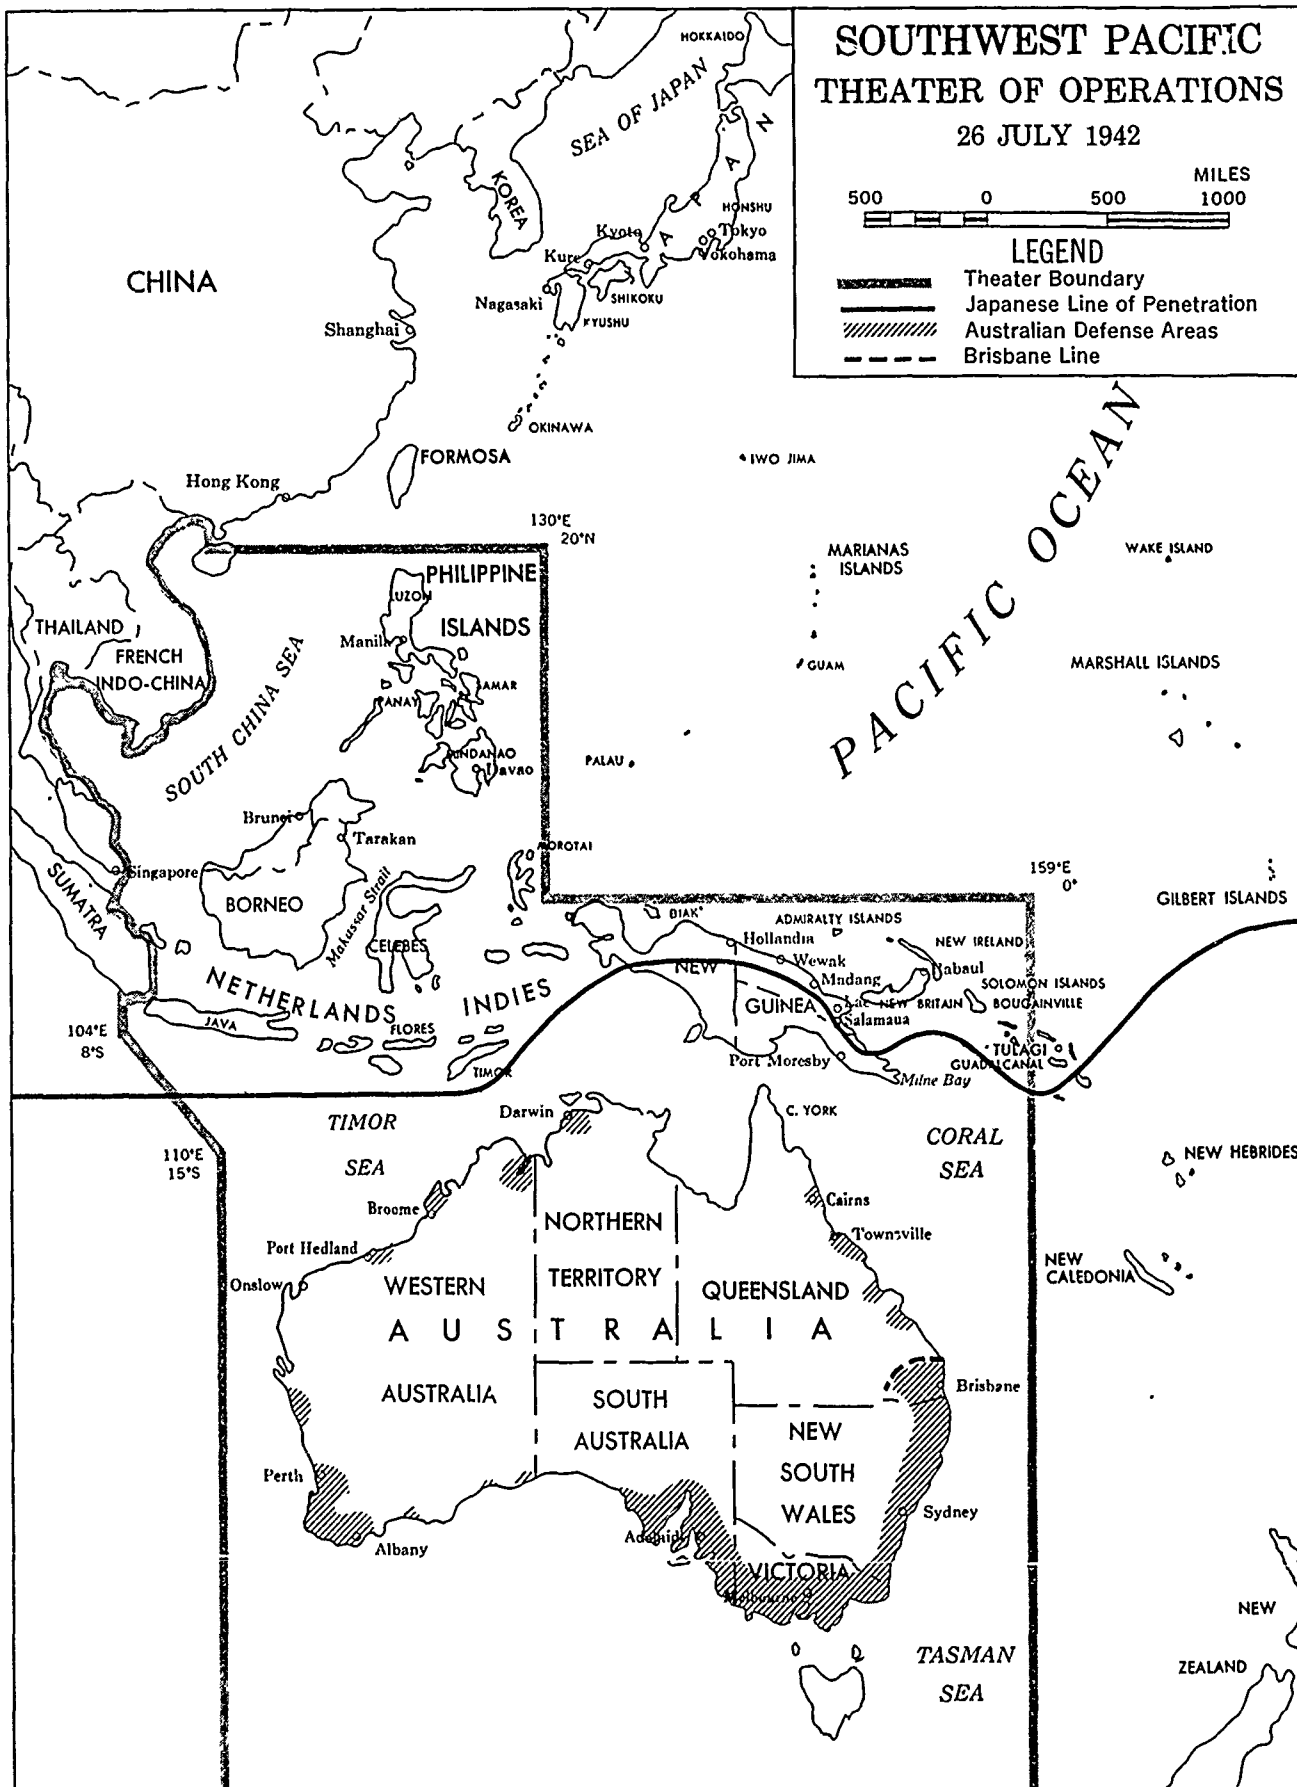 SOUTHWEST PACIFIC
THEATER OF OPERATIONS
26 JULY 1942
MILES
500 0 500 1000
LEGEND
Theater Boundary
Japanese Line of Penetration
Australian Defense Areas
Brisbane Line
HOKKAIDO
SEA OF JAPAN
KOREA
JAPAN
HONSHU
Kyoto
Tokyo
Yokohama
Kure
CHINA
Nagasaki
SHIKOKU
KYUSHU
Shanghai
OKINAWA
FORMOSA
IWO JIMA
Hong Kong
PACIFIC OCEAN
130°E
20°N
MARIANAS
ISLANDS
WAKE ISLAND
PHILIPPINE
ISLANDS
LUZON
THAILAND
Manila
FRENCH
INDO-CHINA
SOUTH CHINA SEA
GUAM
MARSHALL ISLANDS
SAMAR
PANAY
MINDANAO
Davao
PALAU
Brunei
Tarakan
MOROTAI
Singapore
SUMATRA
BORNEO
Makassar Strait
CELEBES
159°E
0°
GILBERT ISLANDS
BIAK
ADMIRALTY ISLANDS
Hollandia
NEW IRELAND
Wewak
NEW
GUINEA
Madang
Rabaul
SOLOMON ISLANDS
BOUGAINVILLE
NETHERLANDS INDIES
Lae
NEW BRITAIN
Salamaua
JAVA
FLORES
104°E
8°S
TULAGI
GUADALCANAL
Port Moresby
TIMOR
Milne Bay
Darwin
C. YORK
TIMOR
SEA
CORAL
SEA
110°E
15°S
NEW HEBRIDES
Broome
Cairns
NORTHERN
TERRITORY
Townsville
Port Hedland
Onslow
NEW
CALEDONIA
WESTERN
AUSTRALIA
QUEENSLAND
AUSTRALIA
SOUTH
AUSTRALIA
Brisbane
NEW
SOUTH
WALES
Perth
Sydney
Albany
Adelaide
VICTORIA
Melbourne
TASMAN
SEA
NEW
ZEALAND